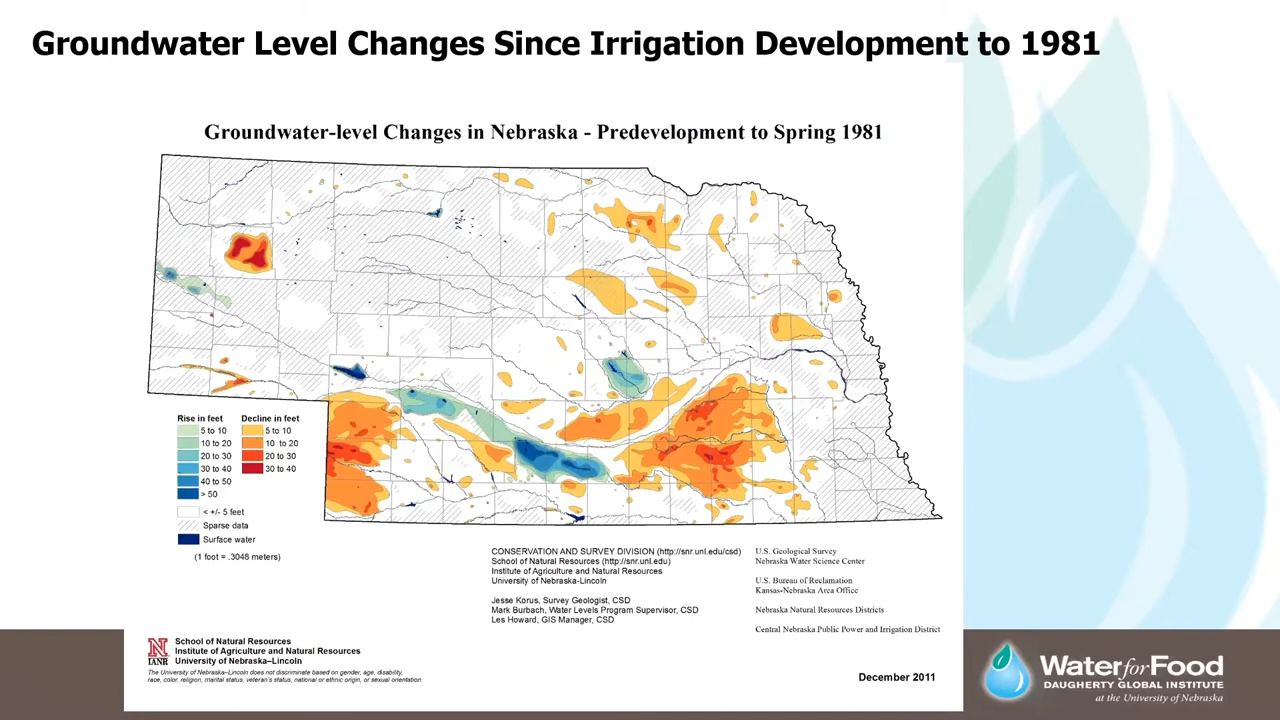 Groundwater Level Changes Since Irrigation Development to 1981
Groundwater-level Changes in Nebraska - Predevelopment to Spring 1981
Rise in feet
5 to 10
10 to 20
20 to 30
30 to 40
40 to 50
> 50
Decline in feet
5 to 10
10 to 20
20 to 30
30 to 40
< +/- 5 feet
Sparse data
Surface water
(1 foot = .3048 meters)
CONSERVATION AND SURVEY DIVISION (http://snr.unl.edu/csd)
School of Natural Resources (http://snr.unl.edu)
Institute of Agriculture and Natural Resources
University of Nebraska-Lincoln
Jesse Korus, Survey Geologist, CSD
Mark Burbach, Water Levels Program Supervisor, CSD
Les Howard, GIS Manager, CSD
U.S. Geological Survey
Nebraska Water Science Center
U.S. Bureau of Reclamation
Kansas-Nebraska Area Office
Nebraska Natural Resources Districts
Central Nebraska Public Power and Irrigation District
N
IANR
School of Natural Resources
Institute of Agriculture and Natural Resources
University of Nebraska–Lincoln
The University of Nebraska–Lincoln does not discriminate based on gender, age, disability,
race, color, religion, marital status, veteran's status, national or ethnic origin, or sexual orientation.
December 2011
Water for Food
DAUGHERTY GLOBAL INSTITUTE
at the University of Nebraska